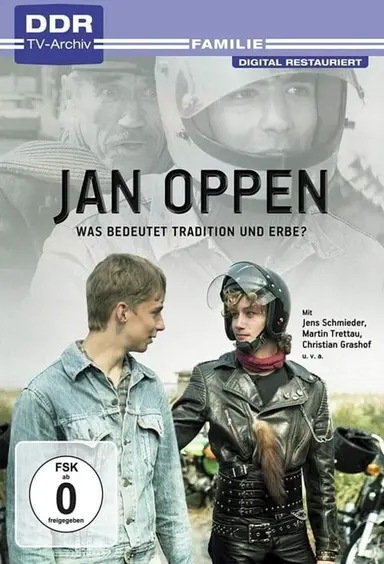 DDR
TV-Archiv
FAMILIE
DIGITAL RESTAURIERT
JAN OPPEN
WAS BEDEUTET TRADITION UND ERBE?
Mit
Jens Schmieder,
Martin Trettau,
Christian Grashof
u. v. a.
FSK
ab
0
freigegeben